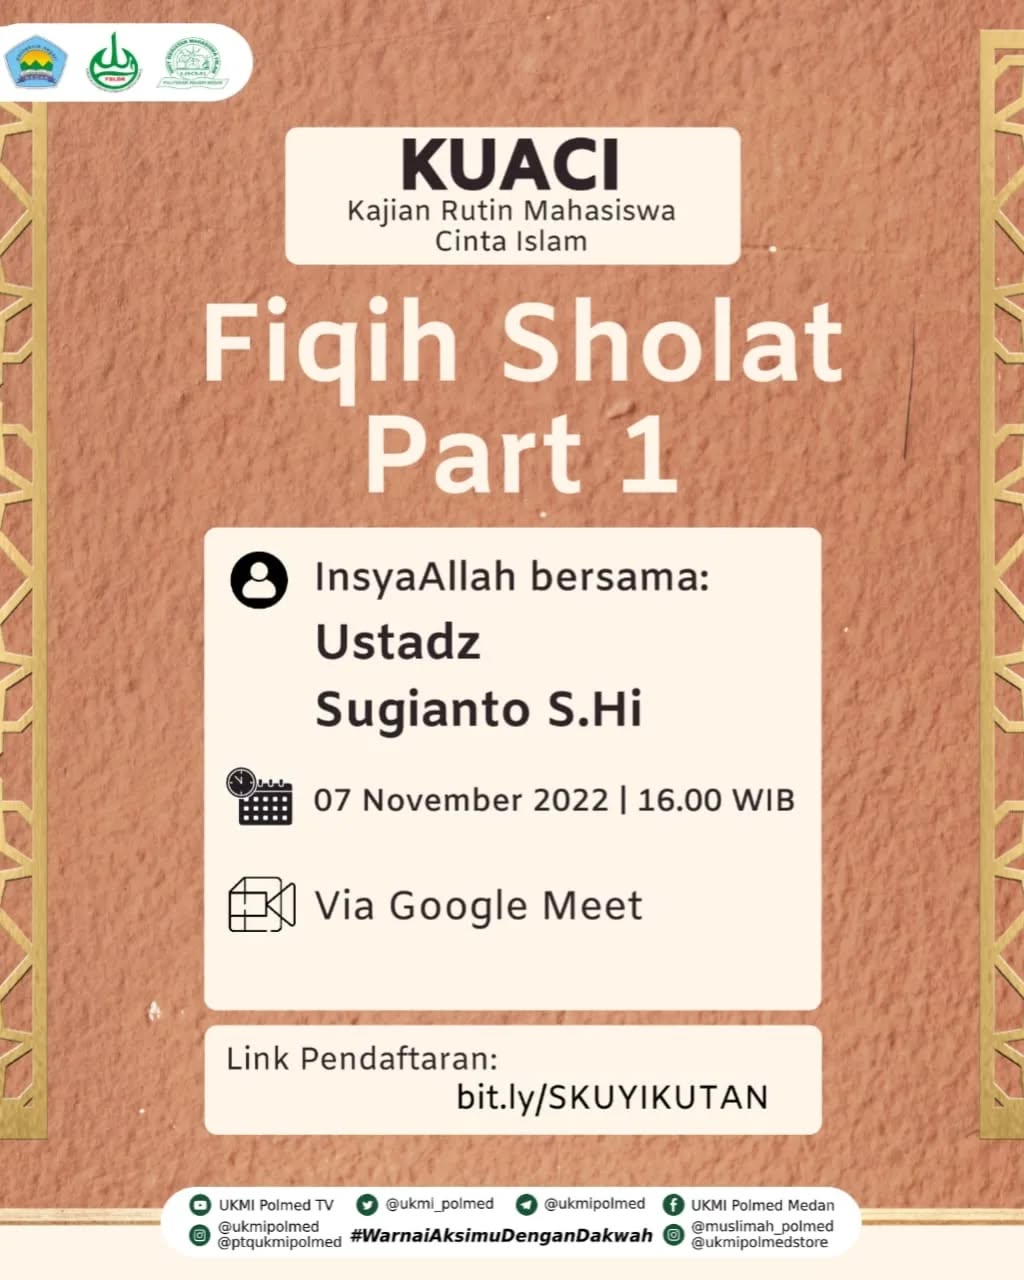 KUACI
Kajian Rutin Mahasiswa
Cinta Islam
Fiqih Sholat
Part 1
InsyaAllah bersama:
Ustadz
Sugianto S.Hi
07 November 2022 | 16.00 WIB
Via Google Meet
Link Pendaftaran:
bit.ly/SKUYIKUTAN
UKMI Polmed TV
@ukmi_polmed
@ukmipolmed
UKMI Polmed Medan
@ukmipolmed
@ptqukmipolmed
#WarnaiAksimuDenganDakwah
@muslimah_polmed
@ukmipolmedstore